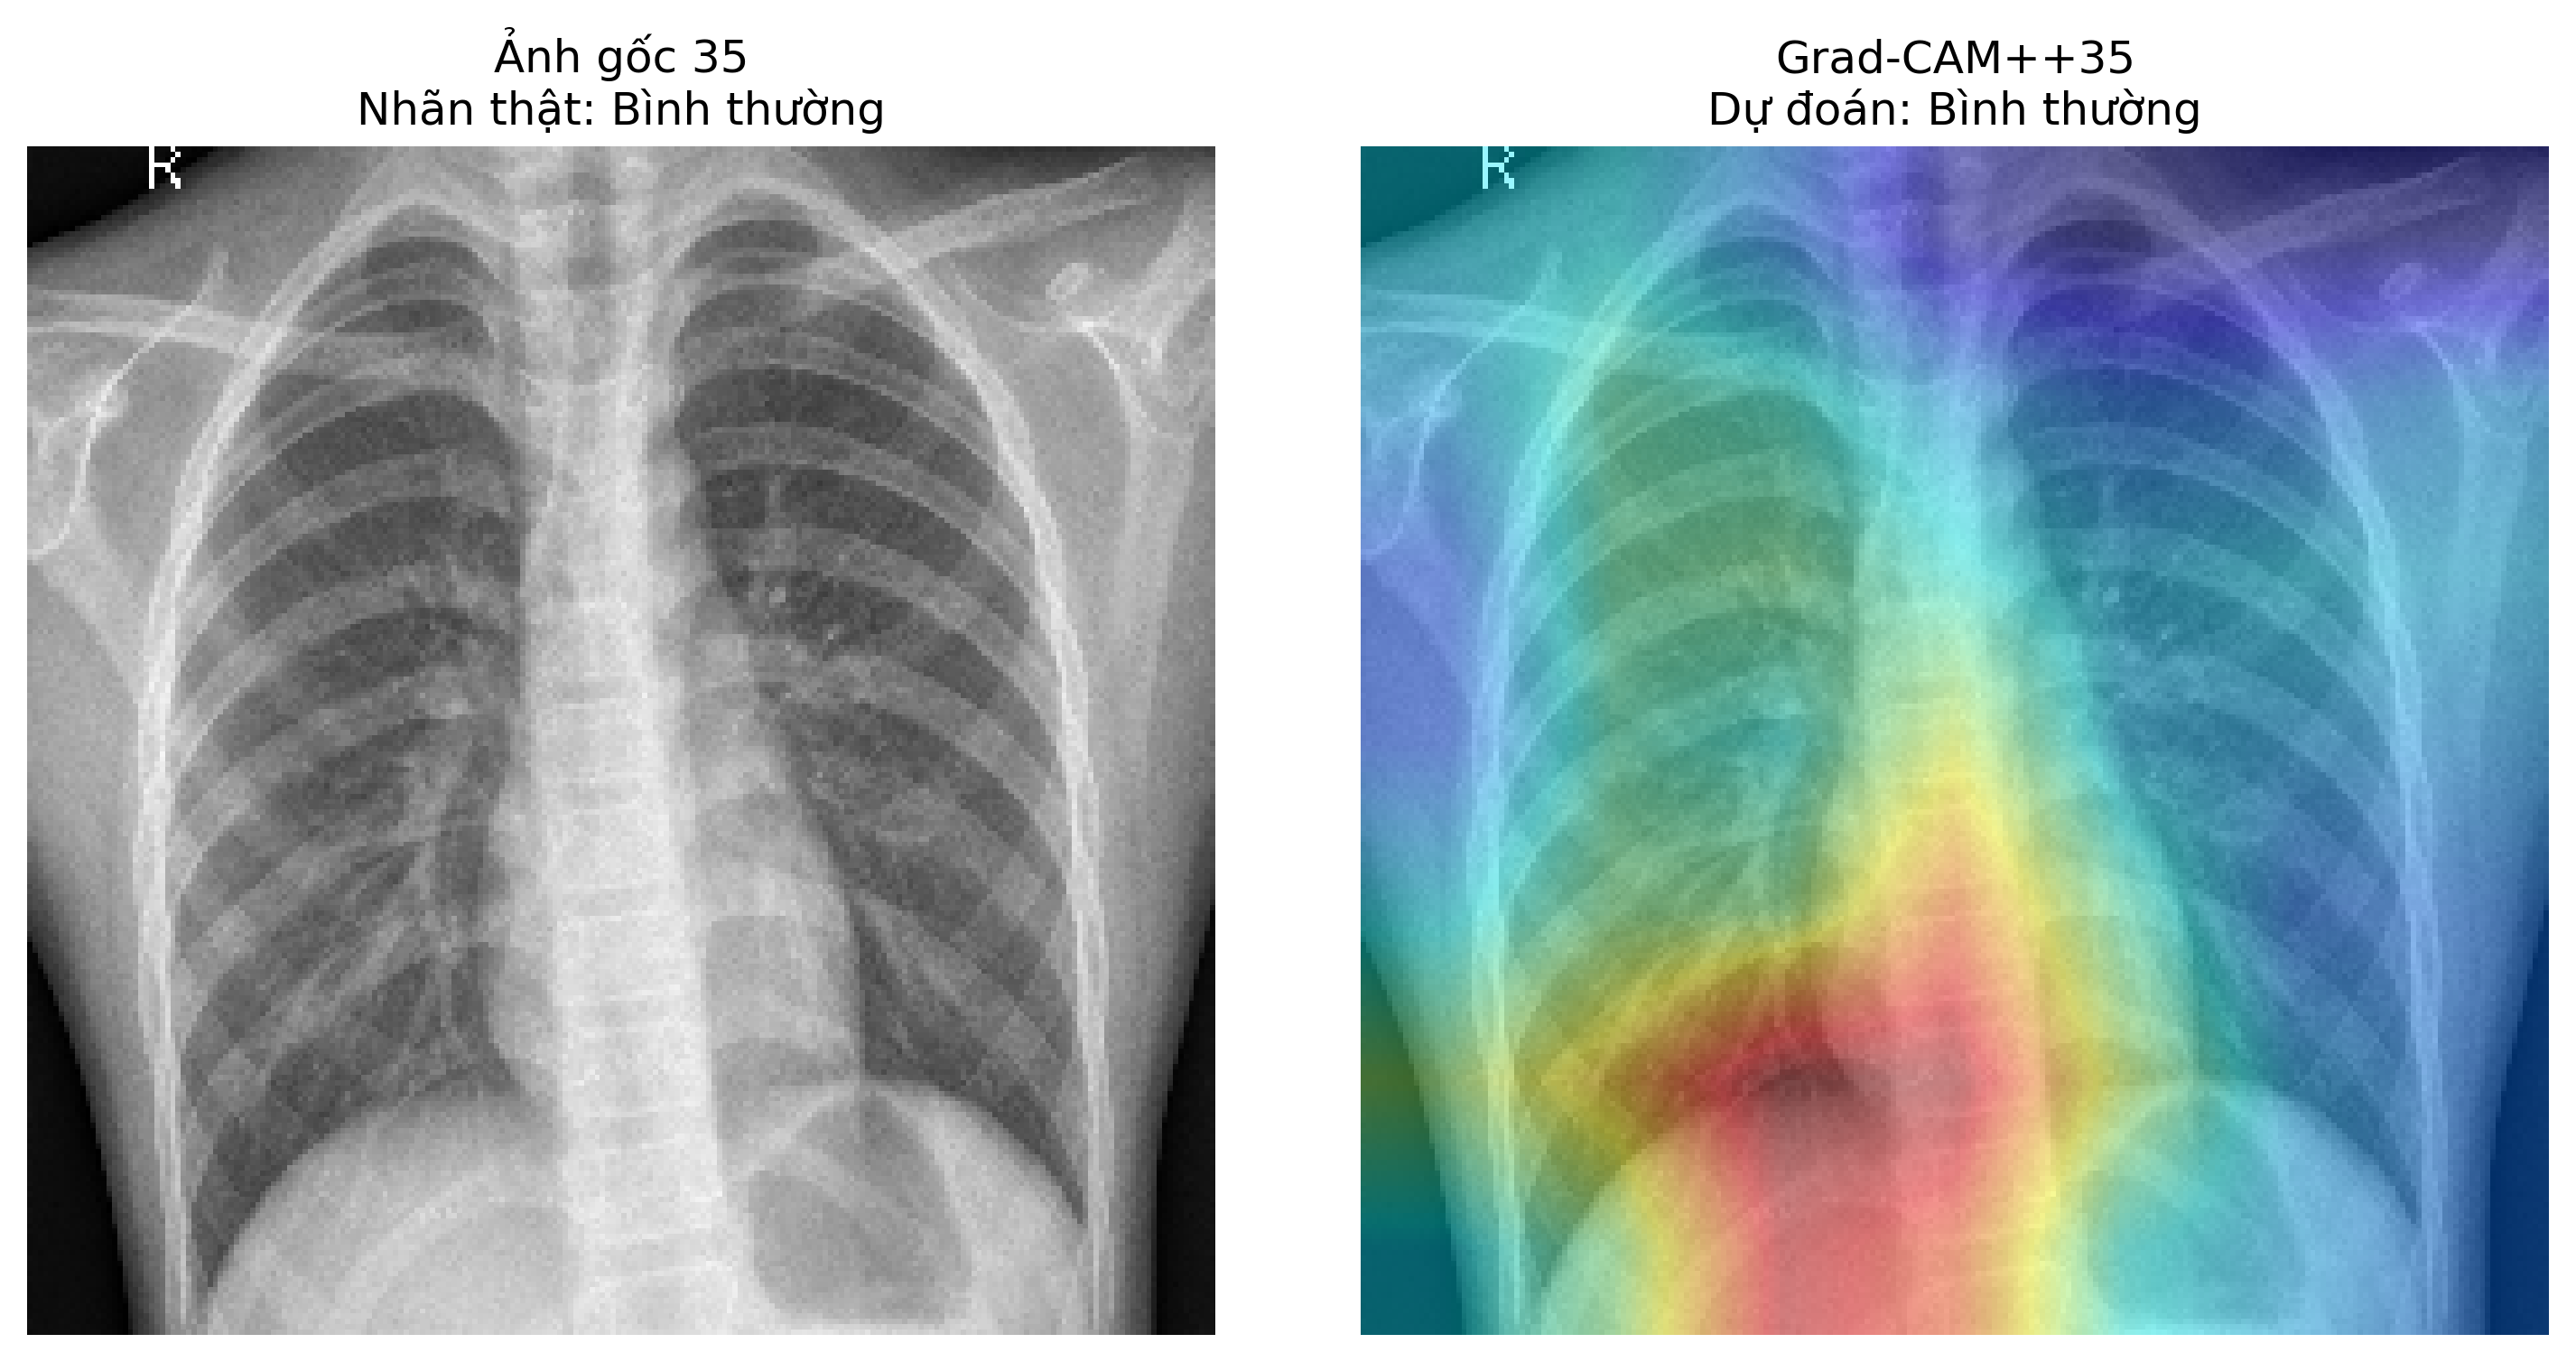 Ảnh gốc 35
Nhãn thật: Bình thường
Grad-CAM++35
Dự đoán: Bình thường
R
R